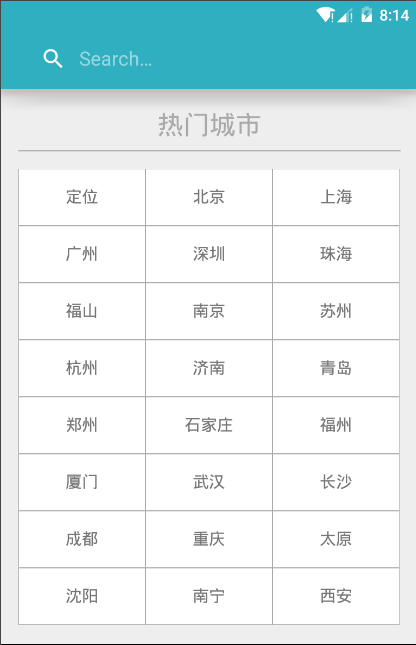 8:14
Search...
热门城市
定位 北京 上海
广州 深圳 珠海
福山 南京 苏州
杭州 济南 青岛
郑州 石家庄 福州
厦门 武汉 长沙
成都 重庆 太原
沈阳 南宁 西安